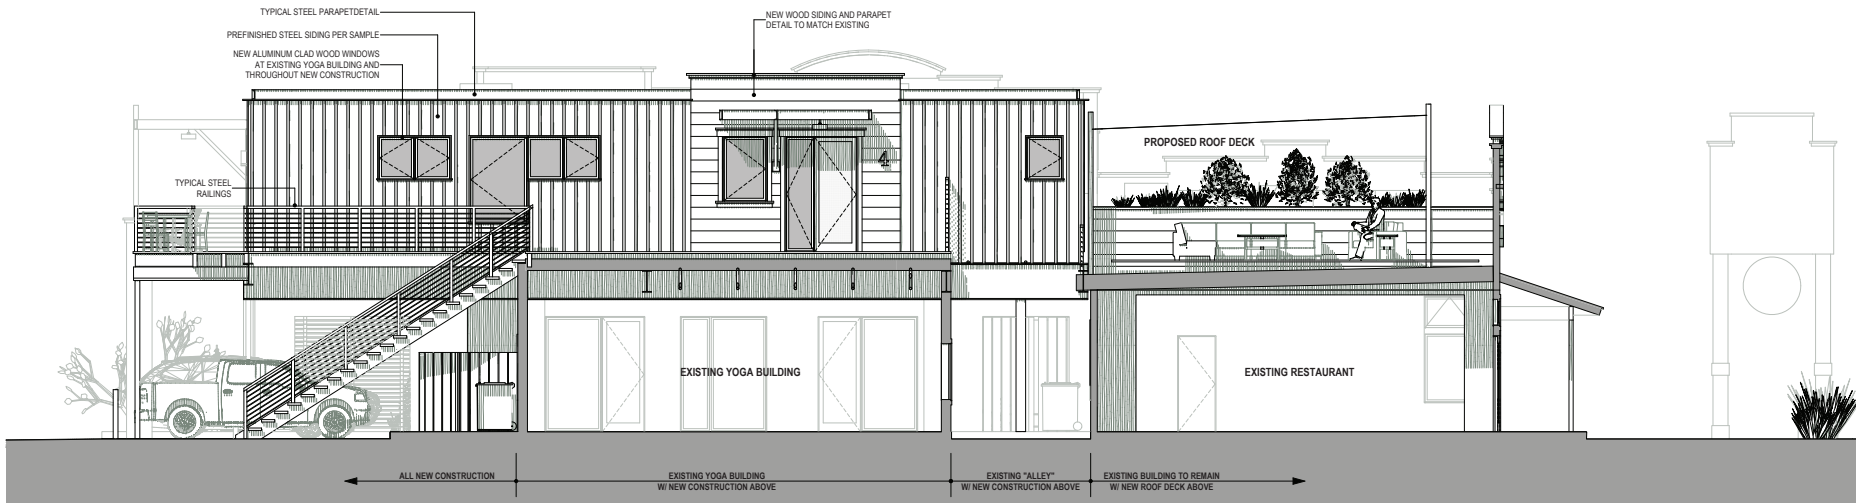 TYPICAL STEEL PARAPETDETAIL
PREFINISHED STEEL SIDING PER SAMPLE
NEW ALUMINUM CLAD WOOD WINDOWS
AT EXISTING YOGA BUILDING AND
THROUGHOUT NEW CONSTRUCTION
NEW WOOD SIDING AND PARAPET
DETAIL TO MATCH EXISTING
TYPICAL STEEL
RAILINGS
4
PROPOSED ROOF DECK
EXISTING YOGA BUILDING
EXISTING RESTAURANT
ALL NEW CONSTRUCTION
EXISTING YOGA BUILDING
W/ NEW CONSTRUCTION ABOVE
EXISTING "ALLEY"
W/ NEW CONSTRUCTION ABOVE
EXISTING BUILDING TO REMAIN
W/ NEW ROOF DECK ABOVE